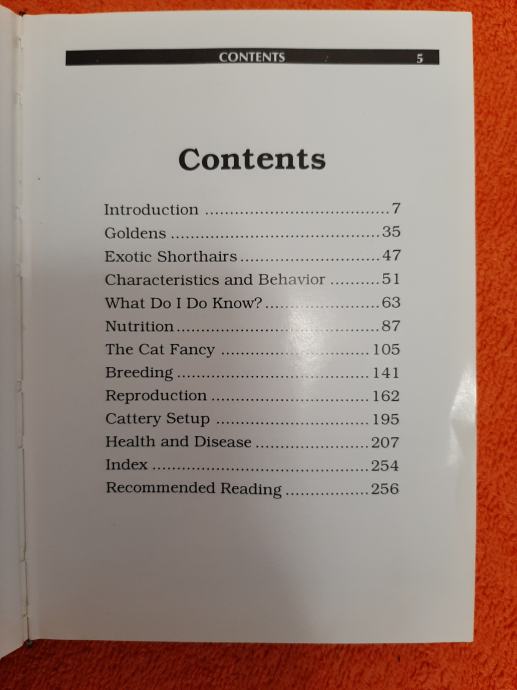 CONTENTS 5
Contents
Introduction ..................................... 7
Goldens .......................................... 35
Exotic Shorthairs ............................ 47
Characteristics and Behavior .......... 51
What Do I Do Know? ....................... 63
Nutrition ......................................... 87
The Cat Fancy .............................. 105
Breeding ....................................... 141
Reproduction ................................ 162
Cattery Setup ............................... 195
Health and Disease ....................... 207
Index ............................................ 254
Recommended Reading ................. 256